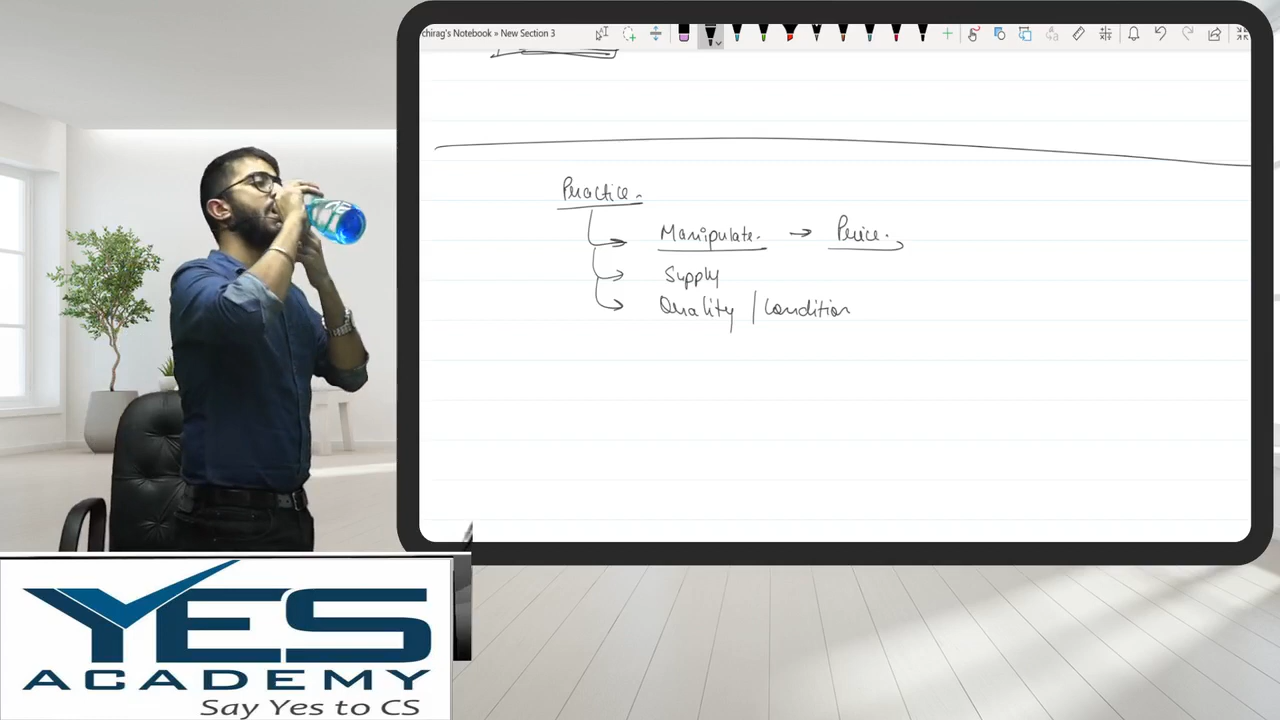 chirag's Notebook » New Section 3
Practice
Manipulate. → Price.
Supply
Quality / Condition
YES
ACADEMY
Say Yes to CS